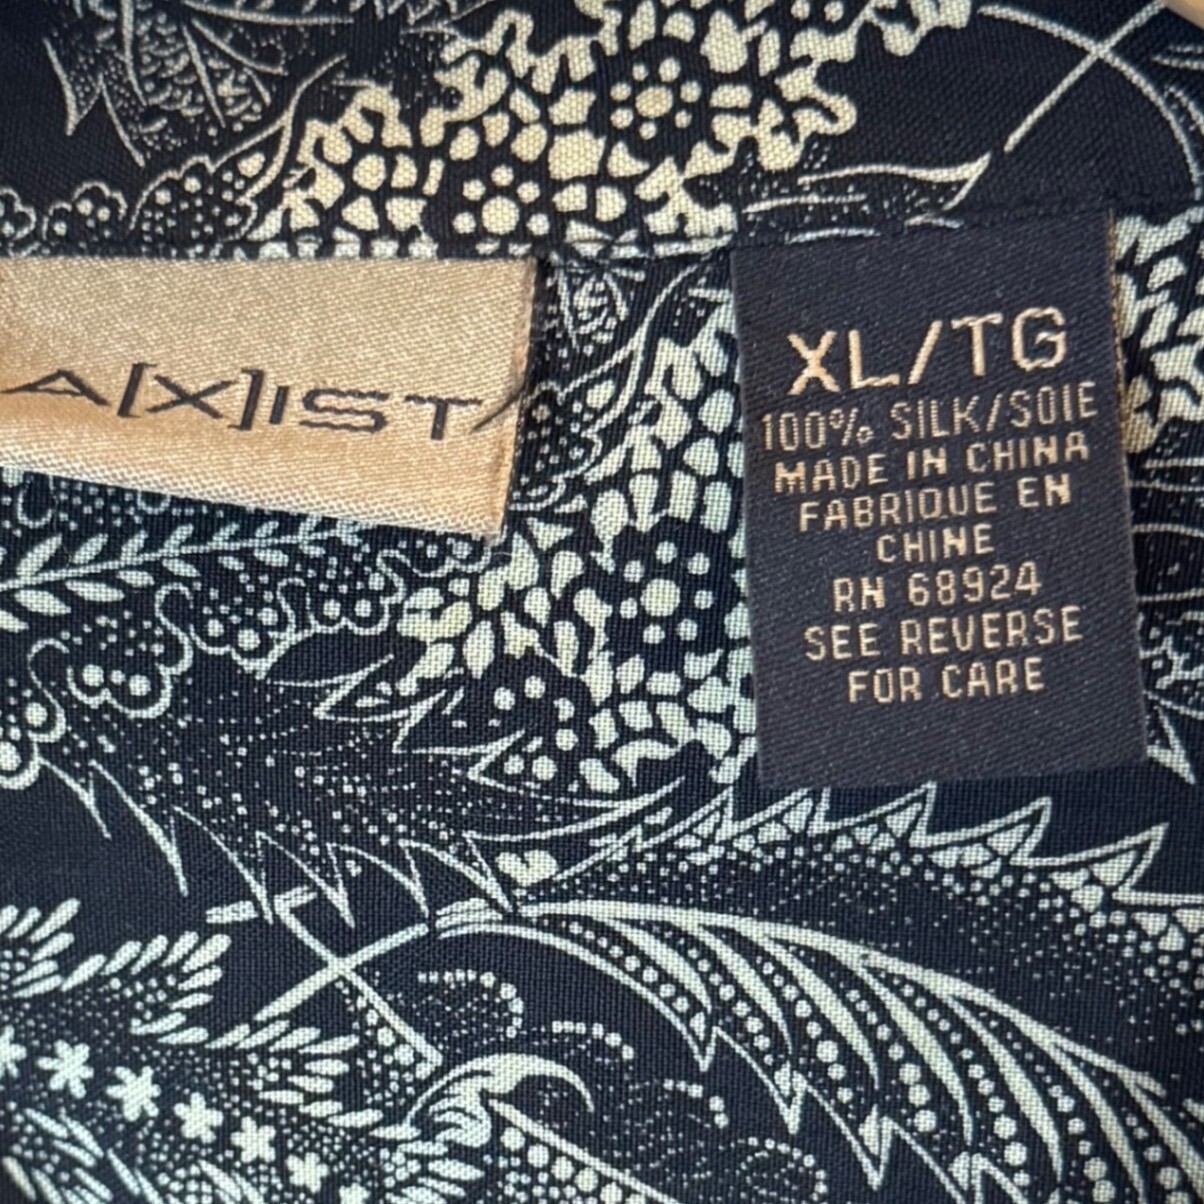 A[X]IST
XL/TG
100% SILK/SOIE
MADE IN CHINA
FABRIQUE EN
CHINE
RN 68924
SEE REVERSE
FOR CARE